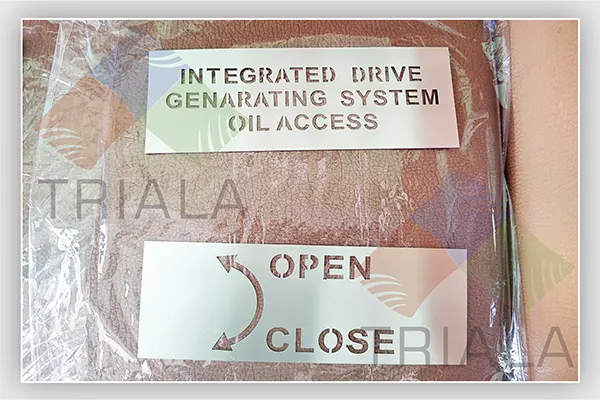 INTEGRATED DRIVE
GENARATING SYSTEM
OIL ACCESS
TRIALA
OPEN
CLOSE
TRIALA